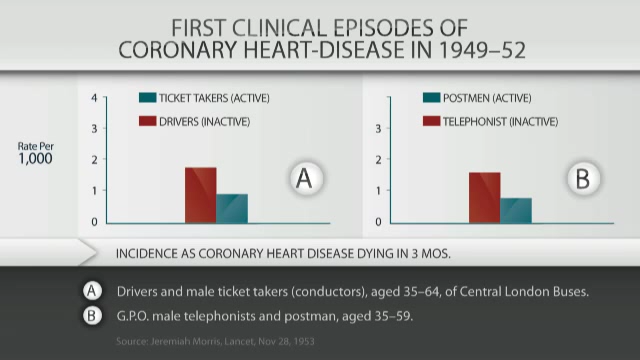 FIRST CLINICAL EPISODES OF
CORONARY HEART-DISEASE IN 1949–52
Rate Per
1,000
4
3
2
1
0
TICKET TAKERS (ACTIVE)
DRIVERS (INACTIVE)
A
3
2
1
0
POSTMEN (ACTIVE)
TELEPHONIST (INACTIVE)
B
INCIDENCE AS CORONARY HEART DISEASE DYING IN 3 MOS.
A Drivers and male ticket takers (conductors), aged 35–64, of Central London Buses.
B G.P.O. male telephonists and postman, aged 35–59.
Source: Jeremiah Morris, Lancet, Nov 28, 1953